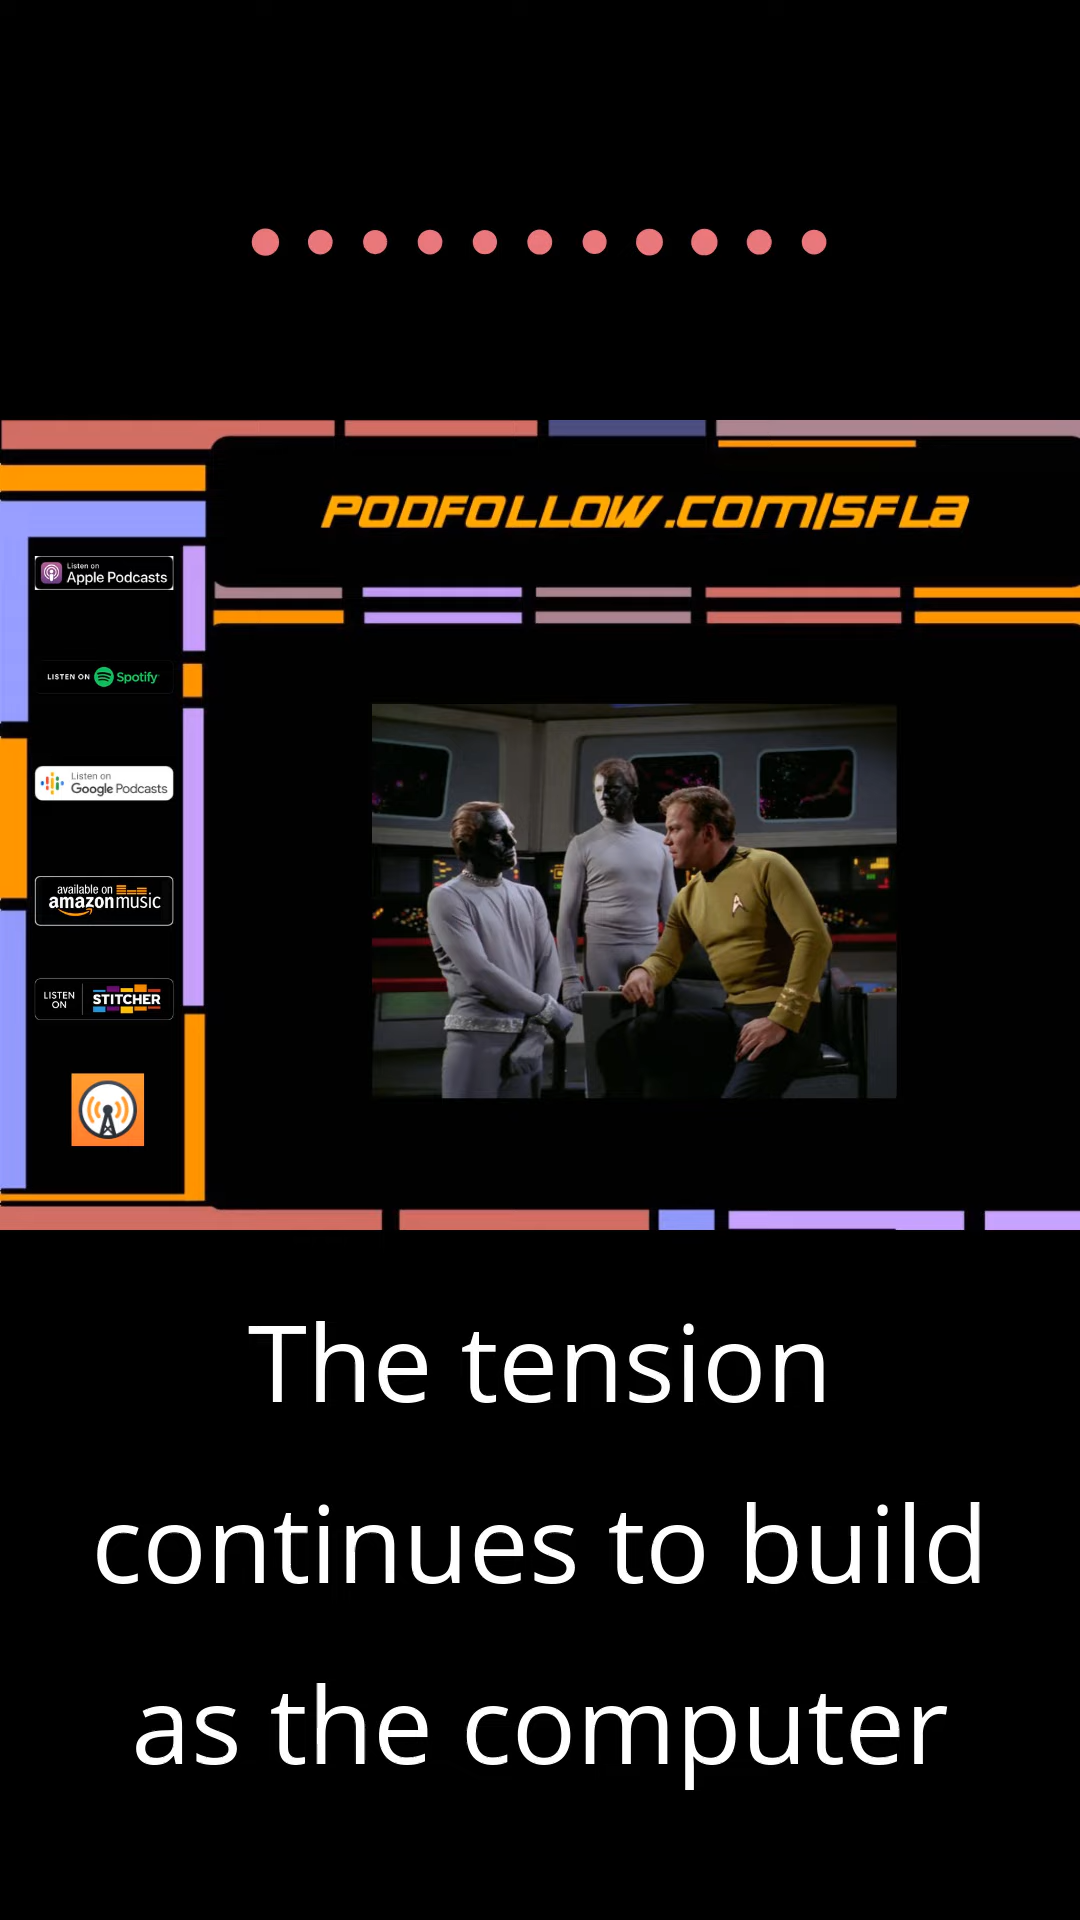 PODFOLLOW.COM/SFLA
Listen on
Apple Podcasts
LISTEN ON Spotify
Listen on
Google Podcasts
available on
amazon music
LISTEN
ON
STITCHER
The tension
continues to build
as the computer